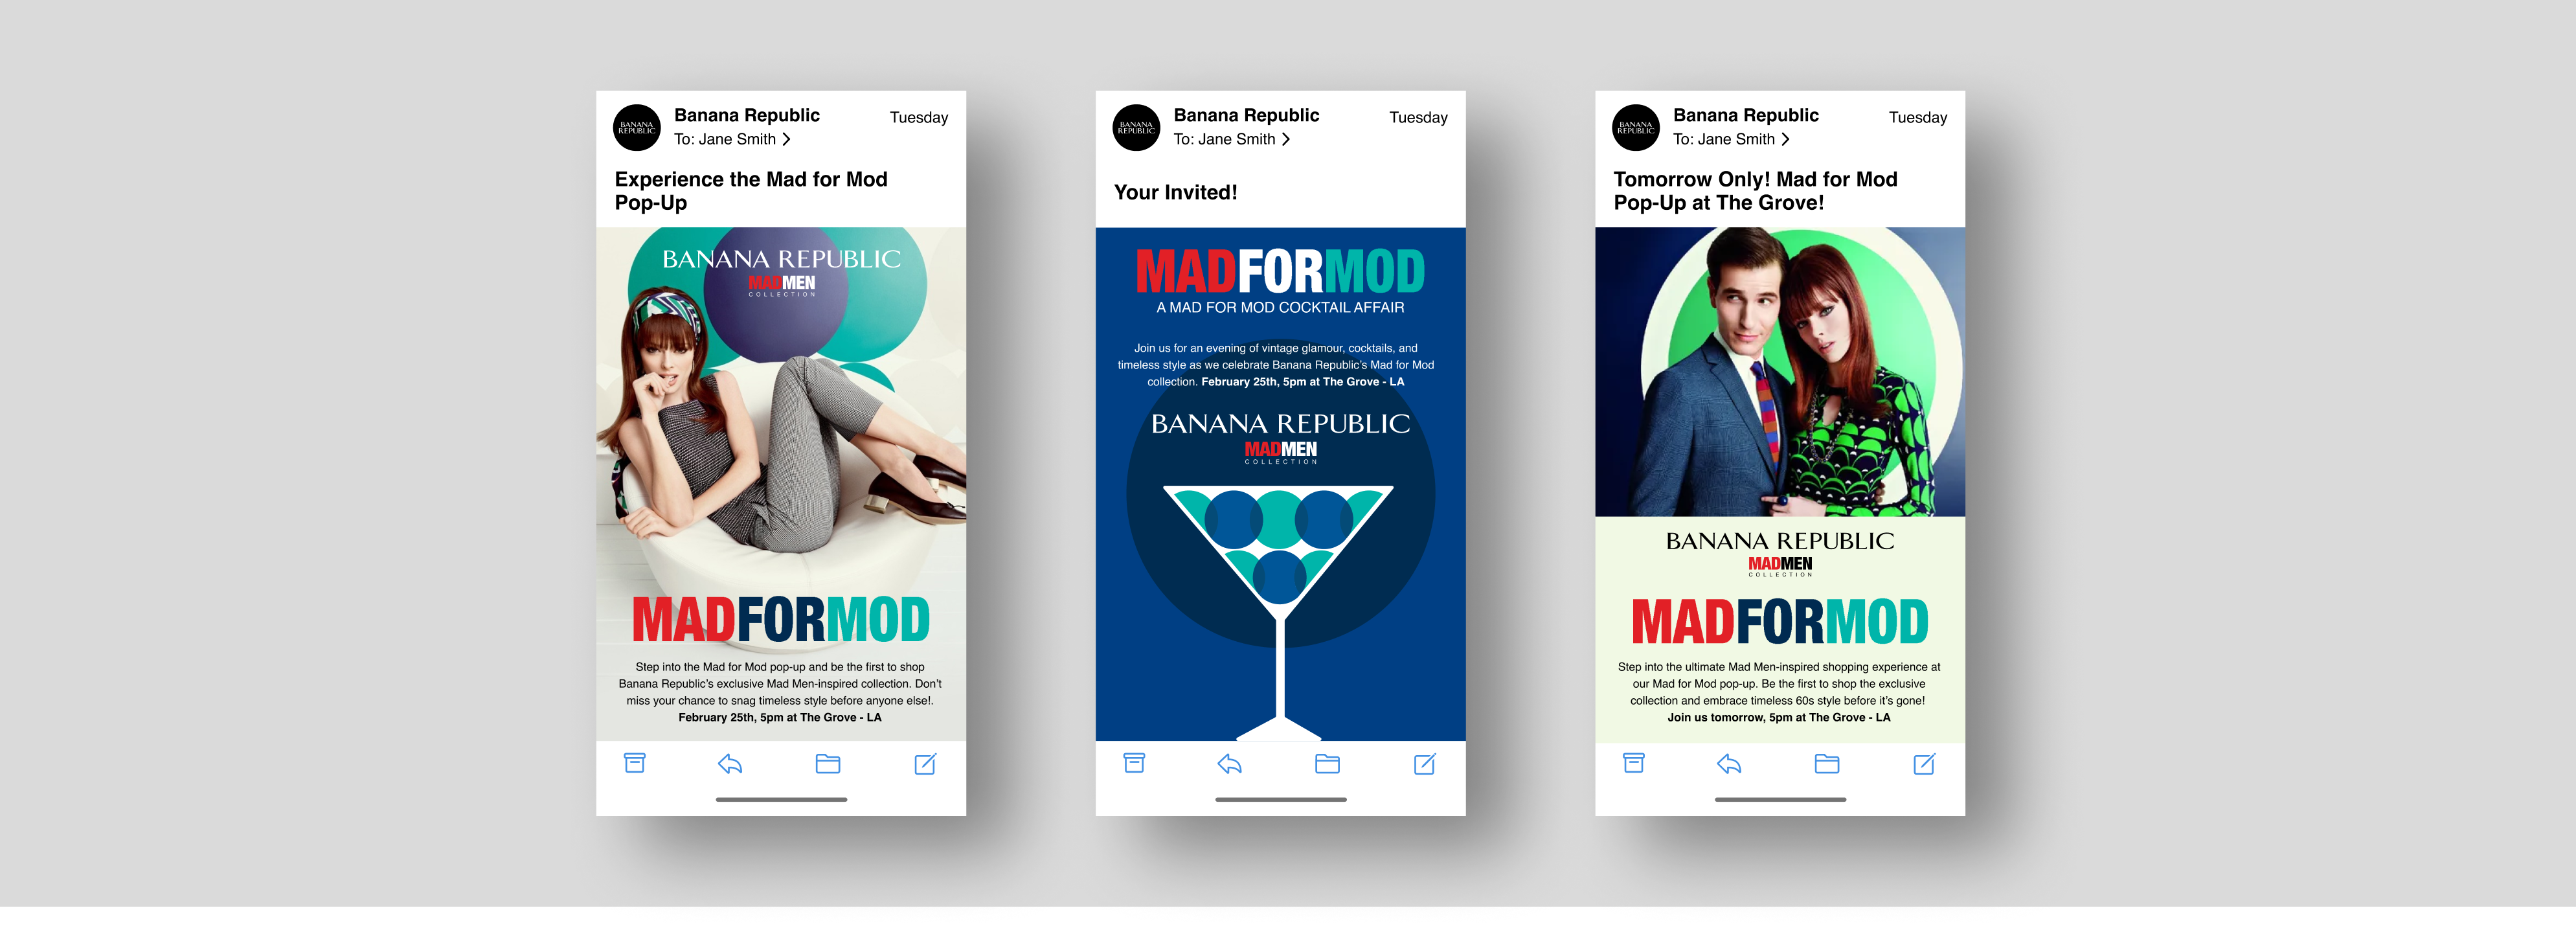 BANANA
REPUBLIC
Banana Republic
Tuesday
To: Jane Smith
Experience the Mad for Mod
Pop-Up
BANANA REPUBLIC
MADMEN
COLLECTION
MADFORMOD
Step into the Mad for Mod pop-up and be the first to shop
Banana Republic's exclusive Mad Men-inspired collection. Don't
miss your chance to snag timeless style before anyone else!.
February 25th, 5pm at The Grove - LA
BANANA
REPUBLIC
Banana Republic
Tuesday
To: Jane Smith
Your Invited!
MADFORMOD
A MAD FOR MOD COCKTAIL AFFAIR
Join us for an evening of vintage glamour, cocktails, and
timeless style as we celebrate Banana Republic's Mad for Mod
collection. February 25th, 5pm at The Grove - LA
BANANA REPUBLIC
MADMEN
COLLECTION
BANANA
REPUBLIC
Banana Republic
Tuesday
To: Jane Smith
Tomorrow Only! Mad for Mod
Pop-Up at The Grove!
BANANA REPUBLIC
MADMEN
COLLECTION
MADFORMOD
Step into the ultimate Mad Men-inspired shopping experience at
our Mad for Mod pop-up. Be the first to shop the exclusive
collection and embrace timeless 60s style before it's gone!
Join us tomorrow, 5pm at The Grove - LA